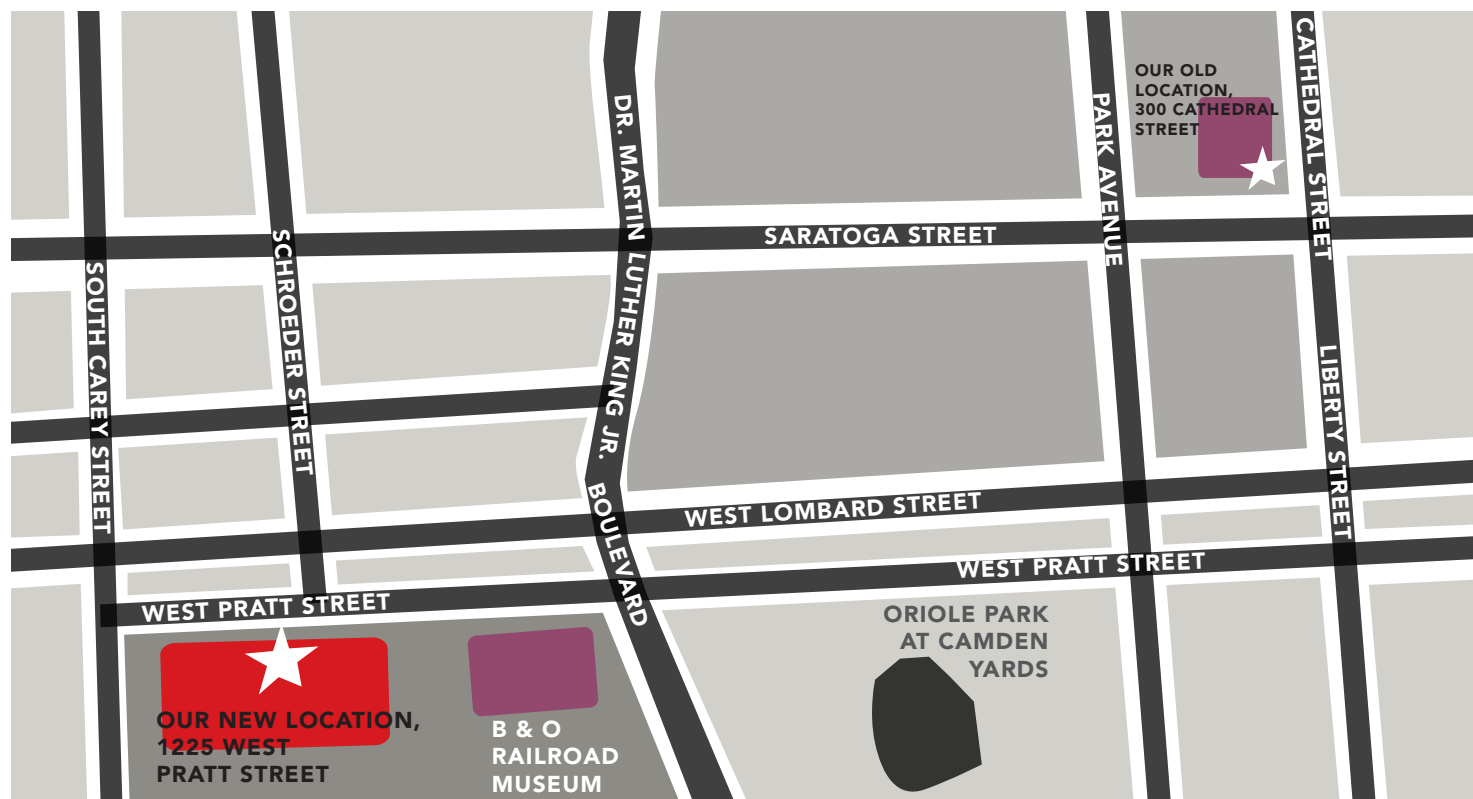 OUR OLD
LOCATION,
300 CATHEDRAL
STREET
CATHEDRAL STREET
DR. MARTIN LUTHER KING JR. BOULEVARD
PARK AVENUE
SARATOGA STREET
SCHROEDER STREET
SOUTH CAREY STREET
LIBERTY STREET
WEST LOMBARD STREET
WEST PRATT STREET
WEST PRATT STREET
ORIOLE PARK
AT CAMDEN
YARDS
OUR NEW LOCATION,
1225 WEST
PRATT STREET
B & O
RAILROAD
MUSEUM